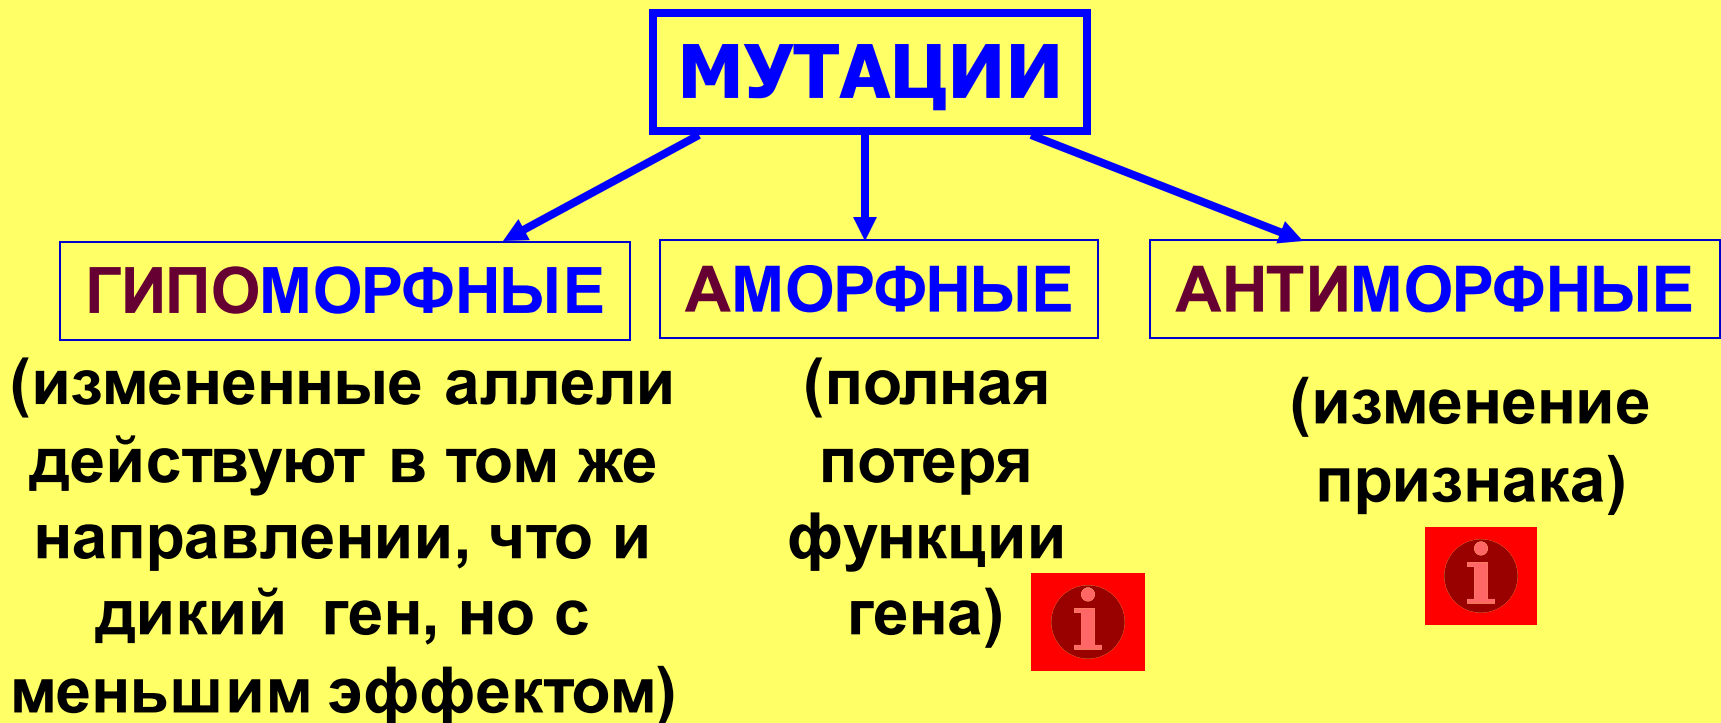 МУТАЦИИ
ГИПОМОРФНЫЕ
(измененные аллели
действуют в том же
направлении, что и
дикий ген, но с
меньшим эффектом)
АМОРФНЫЕ
(полная
потеря
функции
гена)
АНТИМОРФНЫЕ
(изменение
признака)